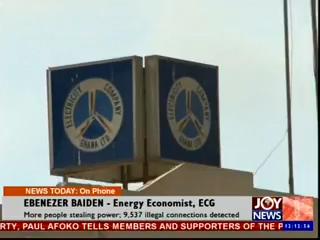 ELECTRICITY COMPANY
GHANA LTD
NEWS TODAY: On Phone
EBENEZER BAIDEN - Energy Economist, ECG
More people stealing power; 9,537 illegal connections detected
JOY
NEWS
RTY, PAUL AFOKO TELLS MEMBERS AND SUPPORTERS OF THE P